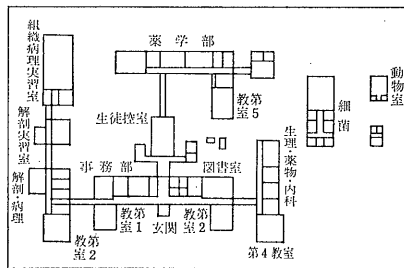 組織病理実習室
薬学部
動物室
細菌
教室
第5
生徒控室
解剖実習室
生理・薬物・内科
事務部
図書室
解剖・病理
教室
第1
玄関
教室
第2
教室
第2
第4教室